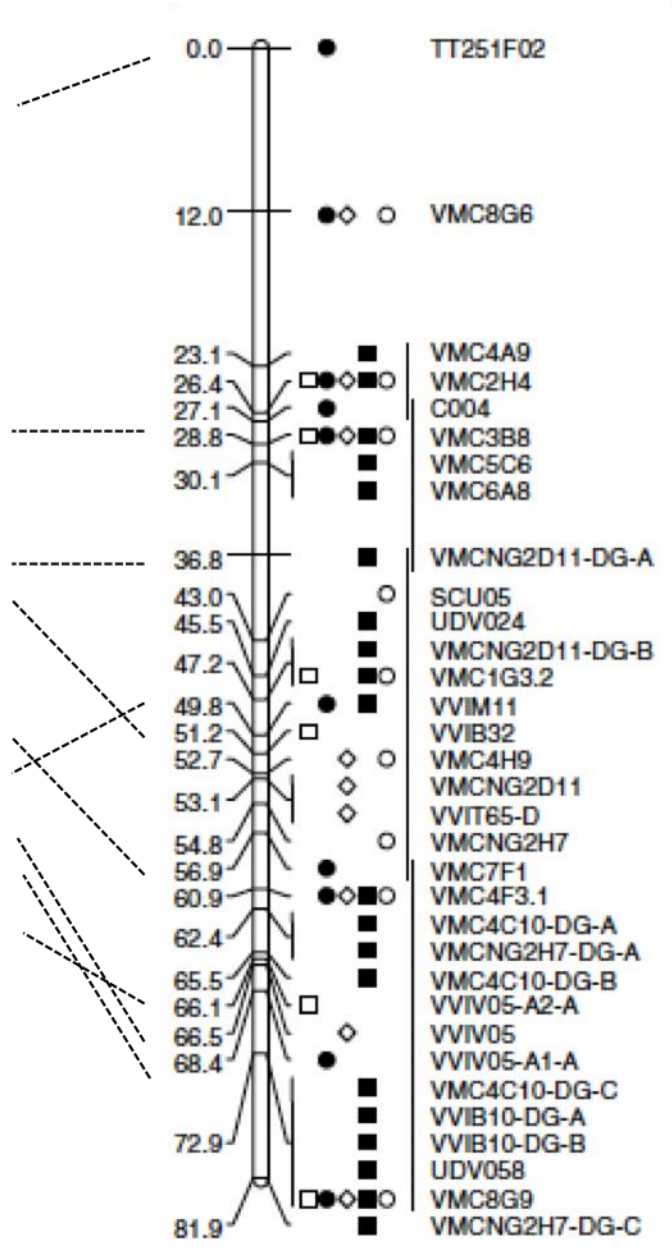 0.0 TT251F02
12.0 VMC8G6
23.1 VMC4A9
26.4 VMC2H4
27.1 C004
28.8 VMC3B8
VMC5C6
30.1
VMC6A8
36.8 VMCNG2D11-DG-A
43.0 SCU05
45.5 UDV024
VMCNG2D11-DG-B
47.2
VMC1G3.2
49.8 VVIM11
51.2 VVIB32
52.7 VMC4H9
VMCNG2D11
53.1
VVIT65-D
54.8 VMCNG2H7
56.9 VMC7F1
60.9 VMC4F3.1
VMC4C10-DG-A
62.4
VMCNG2H7-DG-A
65.5 VMC4C10-DG-B
66.1 VVIV05-A2-A
66.5 VVIV05
68.4 VVIV05-A1-A
VMC4C10-DG-C
VVIB10-DG-A
72.9 VVIB10-DG-B
UDV058
VMC8G9
81.9 VMCNG2H7-DG-C